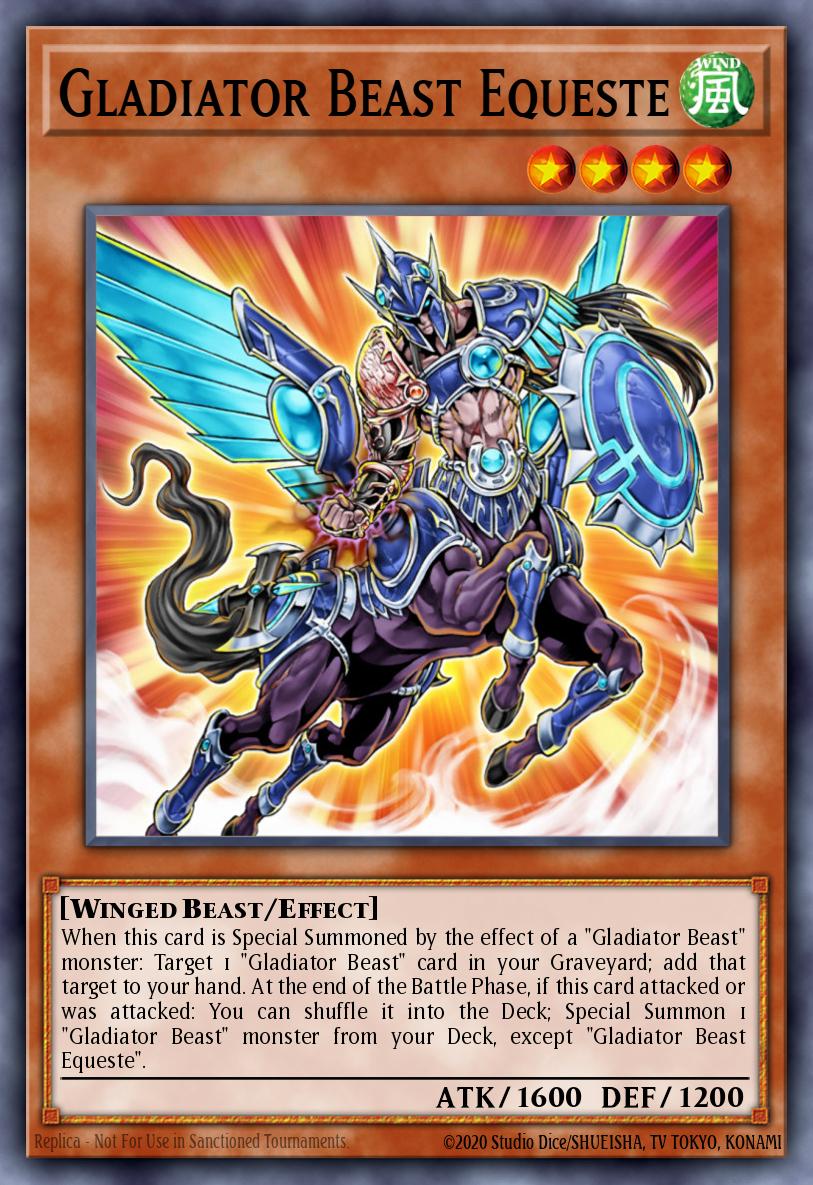 Gladiator Beast Equeste
WIND
風
[Winged Beast/Effect]
When this card is Special Summoned by the effect of a "Gladiator Beast"
monster: Target 1 "Gladiator Beast" card in your Graveyard; add that
target to your hand. At the end of the Battle Phase, if this card attacked or
was attacked: You can shuffle it into the Deck; Special Summon 1
"Gladiator Beast" monster from your Deck, except "Gladiator Beast
Equeste".
ATK/1600 DEF/1200
Replica - Not For Use in Sanctioned Tournaments.
©2020 Studio Dice/SHUEISHA, TV TOKYO, KONAMI